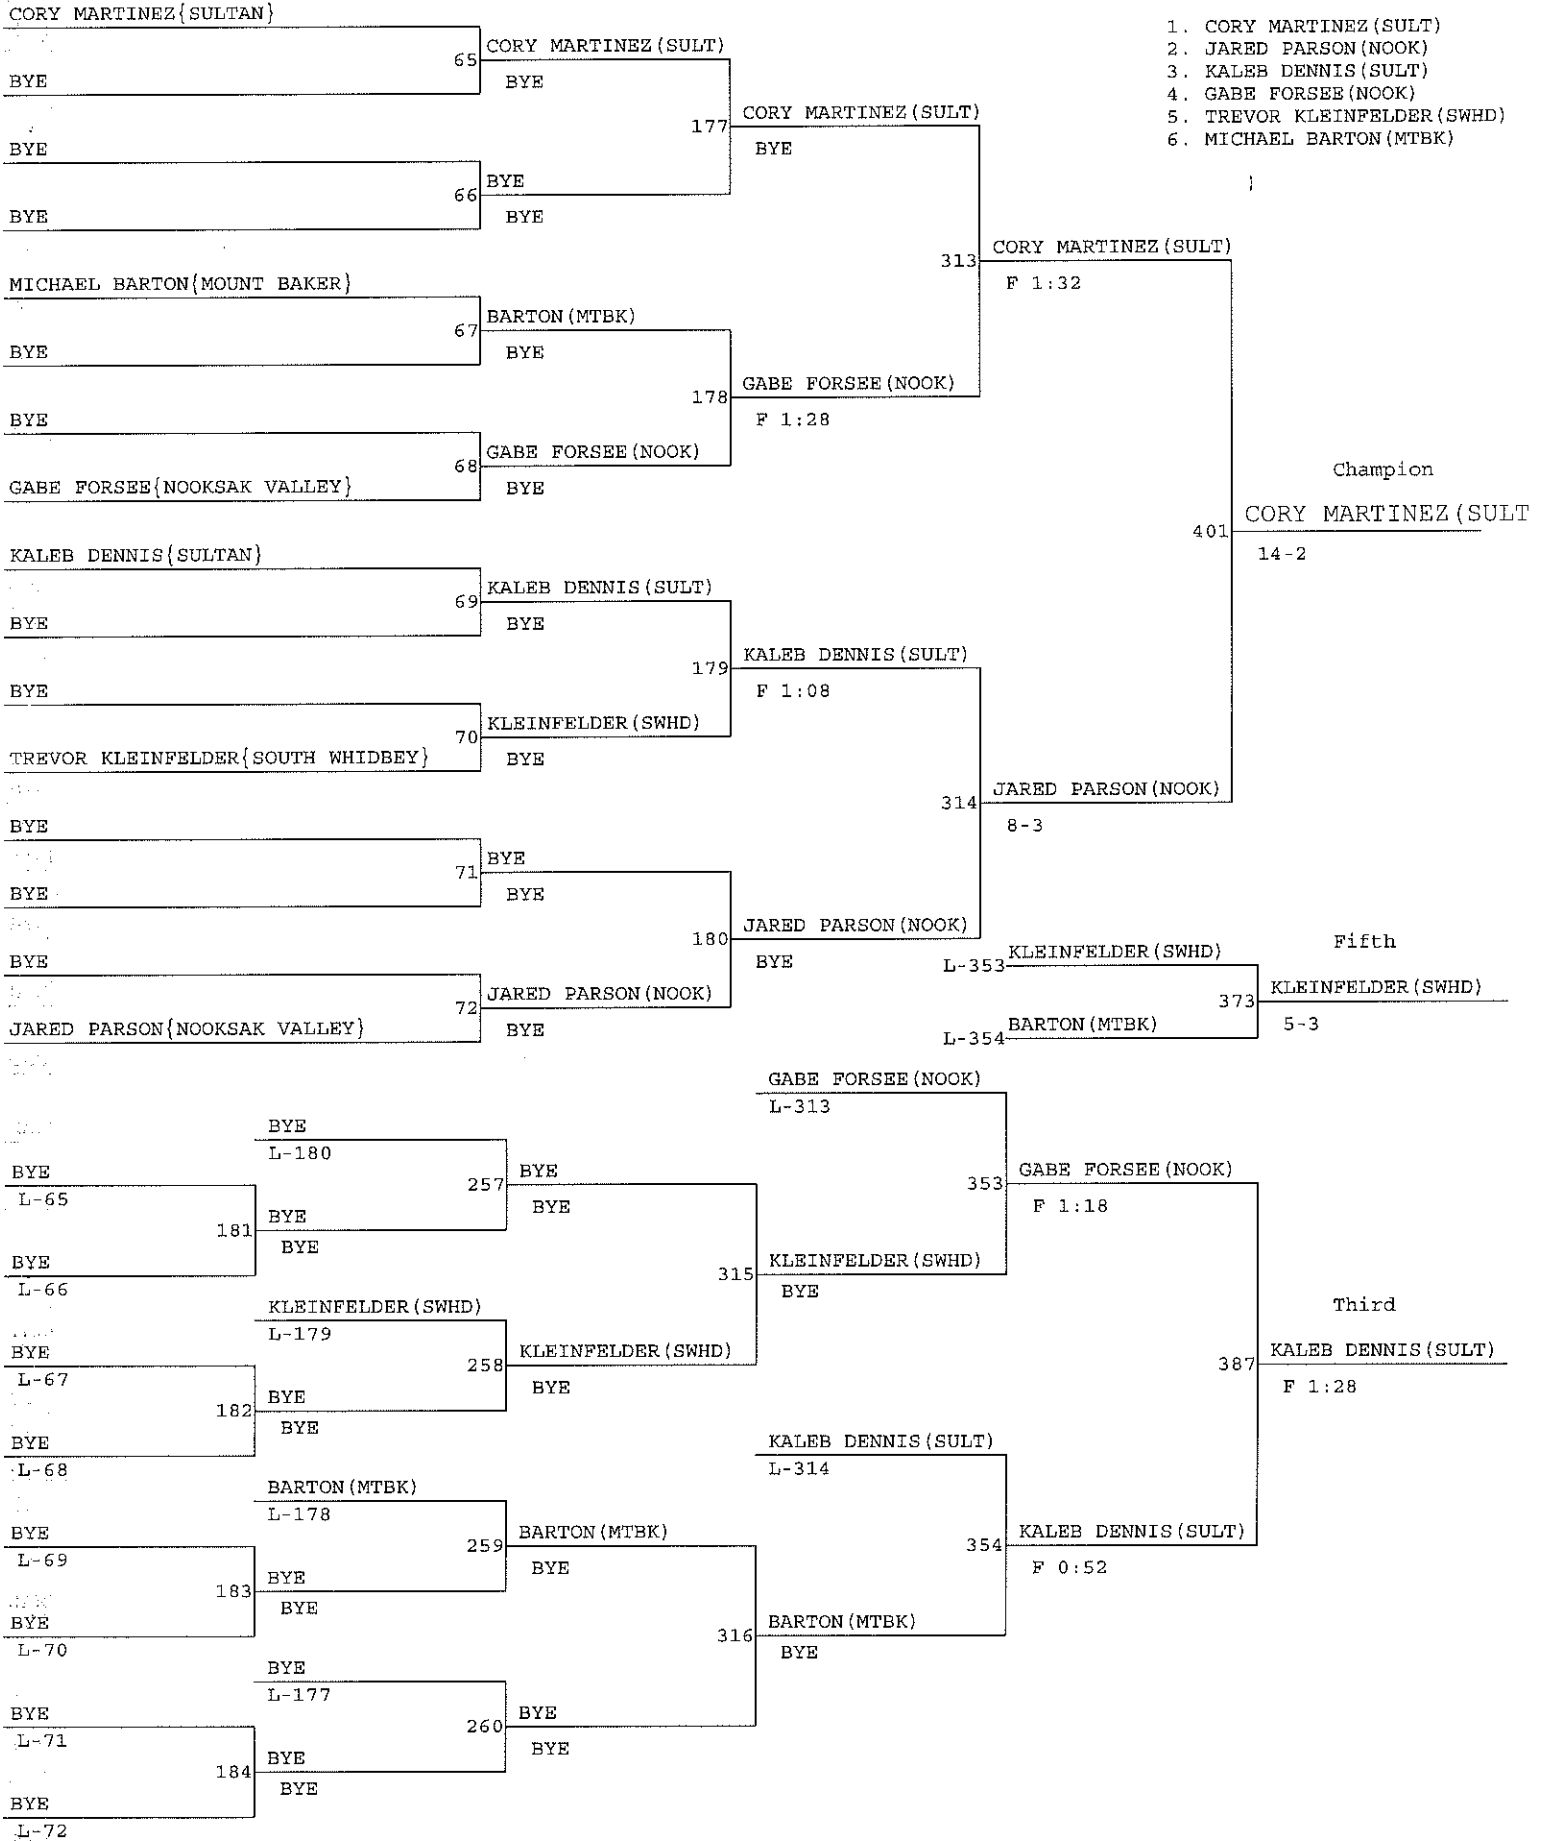 CORY MARTINEZ{SULTAN}
65
CORY MARTINEZ(SULT)
BYE
BYE
177
CORY MARTINEZ(SULT)
BYE
BYE
66
BYE
BYE
BYE
313
CORY MARTINEZ(SULT)
F 1:32
MICHAEL BARTON{MOUNT BAKER}
67
BARTON(MTBK)
BYE
BYE
178
GABE FORSEE(NOOK)
F 1:28
BYE
68
GABE FORSEE(NOOK)
BYE
GABE FORSEE{NOOKSAK VALLEY}
1. CORY MARTINEZ(SULT)
2. JARED PARSON(NOOK)
3. KALEB DENNIS(SULT)
4. GABE FORSEE(NOOK)
5. TREVOR KLEINFELDER(SWHD)
6. MICHAEL BARTON(MTBK)
Champion
401
CORY MARTINEZ(SULT
14-2
KALEB DENNIS{SULTAN}
69
KALEB DENNIS(SULT)
BYE
BYE
179
KALEB DENNIS(SULT)
F 1:08
BYE
70
KLEINFELDER(SWHD)
BYE
TREVOR KLEINFELDER{SOUTH WHIDBEY}
314
JARED PARSON(NOOK)
8-3
BYE
71
BYE
BYE
BYE
180
JARED PARSON(NOOK)
BYE
BYE
72
JARED PARSON(NOOK)
BYE
JARED PARSON{NOOKSAK VALLEY}
Fifth
KLEINFELDER(SWHD)
L-353
373
KLEINFELDER(SWHD)
5-3
BARTON(MTBK)
L-354
GABE FORSEE(NOOK)
L-313
BYE
L-180
BYE
L-65
257
BYE
BYE
181
BYE
BYE
BYE
L-66
353
GABE FORSEE(NOOK)
F 1:18
315
KLEINFELDER(SWHD)
BYE
KLEINFELDER(SWHD)
L-179
BYE
L-67
258
KLEINFELDER(SWHD)
BYE
182
BYE
BYE
BYE
L-68
Third
387
KALEB DENNIS(SULT)
F 1:28
KALEB DENNIS(SULT)
L-314
BARTON(MTBK)
L-178
BYE
L-69
259
BARTON(MTBK)
BYE
183
BYE
BYE
BYE
L-70
354
KALEB DENNIS(SULT)
F 0:52
316
BARTON(MTBK)
BYE
BYE
L-177
BYE
L-71
260
BYE
BYE
184
BYE
BYE
BYE
L-72